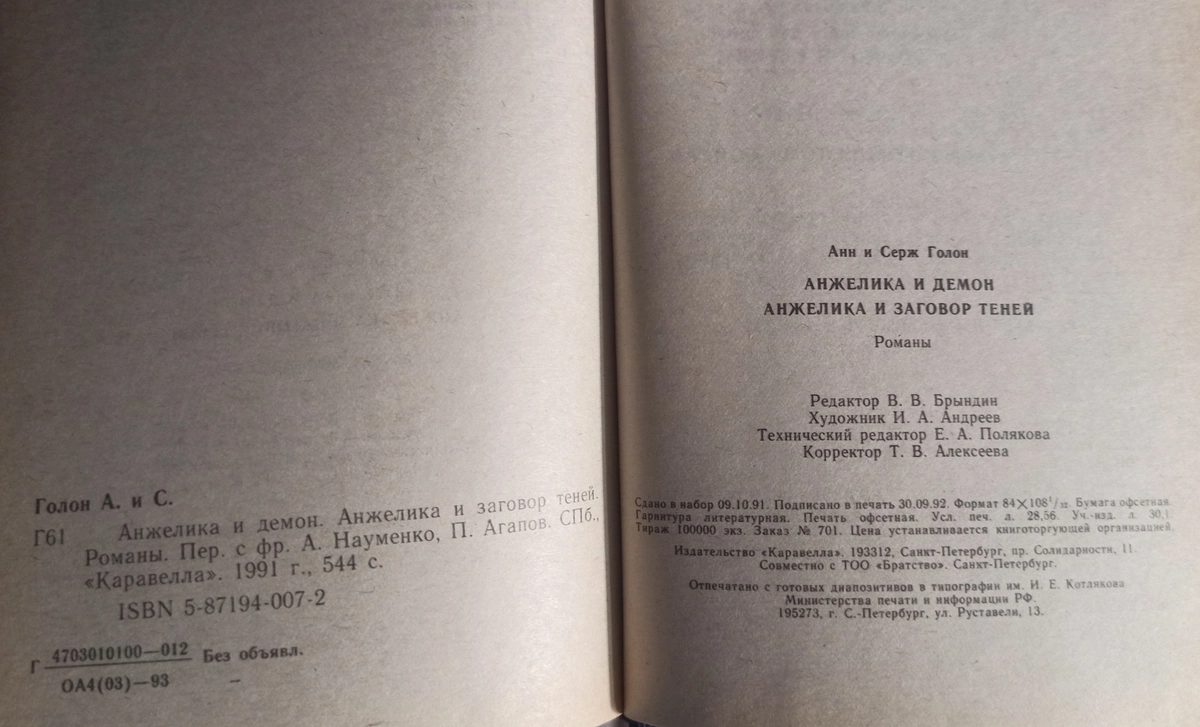 Голон А. и С.
Г61 Анжелика и демон. Анжелика и заговор теней.
Романы. Пер. с фр. А. Науменко, П. Агапов. СПб.,
«Каравелла». 1991 г., 544 с.
ISBN 5-87194-007-2
Г 4703010100—012 Без объявл.
ОА4(03)—93 —
Анн и Серж Голон
АНЖЕЛИКА И ДЕМОН
АНЖЕЛИКА И ЗАГОВОР ТЕНЕЙ
Романы
Редактор В. В. Брындин
Художник И. А. Андреев
Технический редактор Е. А. Полякова
Корректор Т. В. Алексеева
Сдано в набор 09.10.91. Подписано в печать 30.09.92. Формат 84×108¹/₃₂. Бумага офсетная.
Гарнитура литературная. Печать офсетная. Усл. печ. л. 28,56. Уч.-изд. л. 30,1.
Тираж 100000 экз. Заказ № 701. Цена устанавливается книготоргующей организацией.
Издательство «Каравелла». 193312, Санкт-Петербург, пр. Солидарности, 11.
Совместно с ТОО «Братство». Санкт-Петербург.
Отпечатано с готовых диапозитивов в типографии им. И. Е. Котлякова
Министерства печати и информации РФ.
195273, г. С.-Петербург, ул. Руставели, 13.